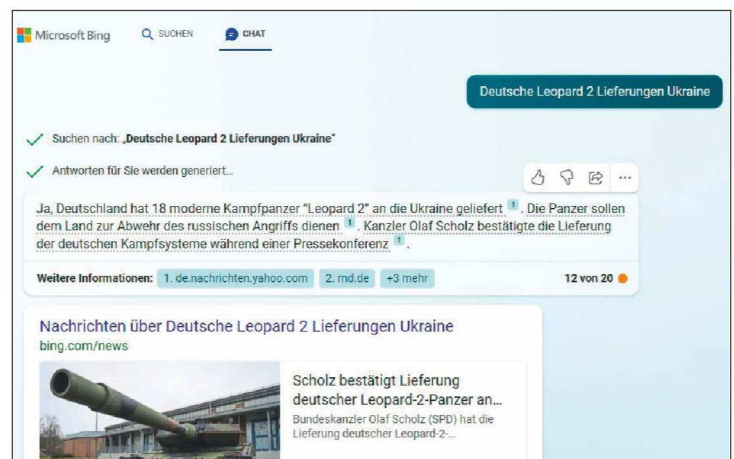 Microsoft Bing SUCHEN CHAT
Deutsche Leopard 2 Lieferungen Ukraine
Suchen nach: „Deutsche Leopard 2 Lieferungen Ukraine"
Antworten für Sie werden generiert...
Ja, Deutschland hat 18 moderne Kampfpanzer "Leopard 2" an die Ukraine geliefert 1 . Die Panzer sollen
dem Land zur Abwehr des russischen Angriffs dienen 1 . Kanzler Olaf Scholz bestätigte die Lieferung
der deutschen Kampfsysteme während einer Pressekonferenz 1 .
Weitere Informationen: 1. de.nachrichten.yahoo.com 2. rnd.de +3 mehr 12 von 20
Nachrichten über Deutsche Leopard 2 Lieferungen Ukraine
bing.com/news
Scholz bestätigt Lieferung
deutscher Leopard-2-Panzer an...
Bundeskanzler Olaf Scholz (SPD) hat die
Lieferung deutscher Leopard-2-...